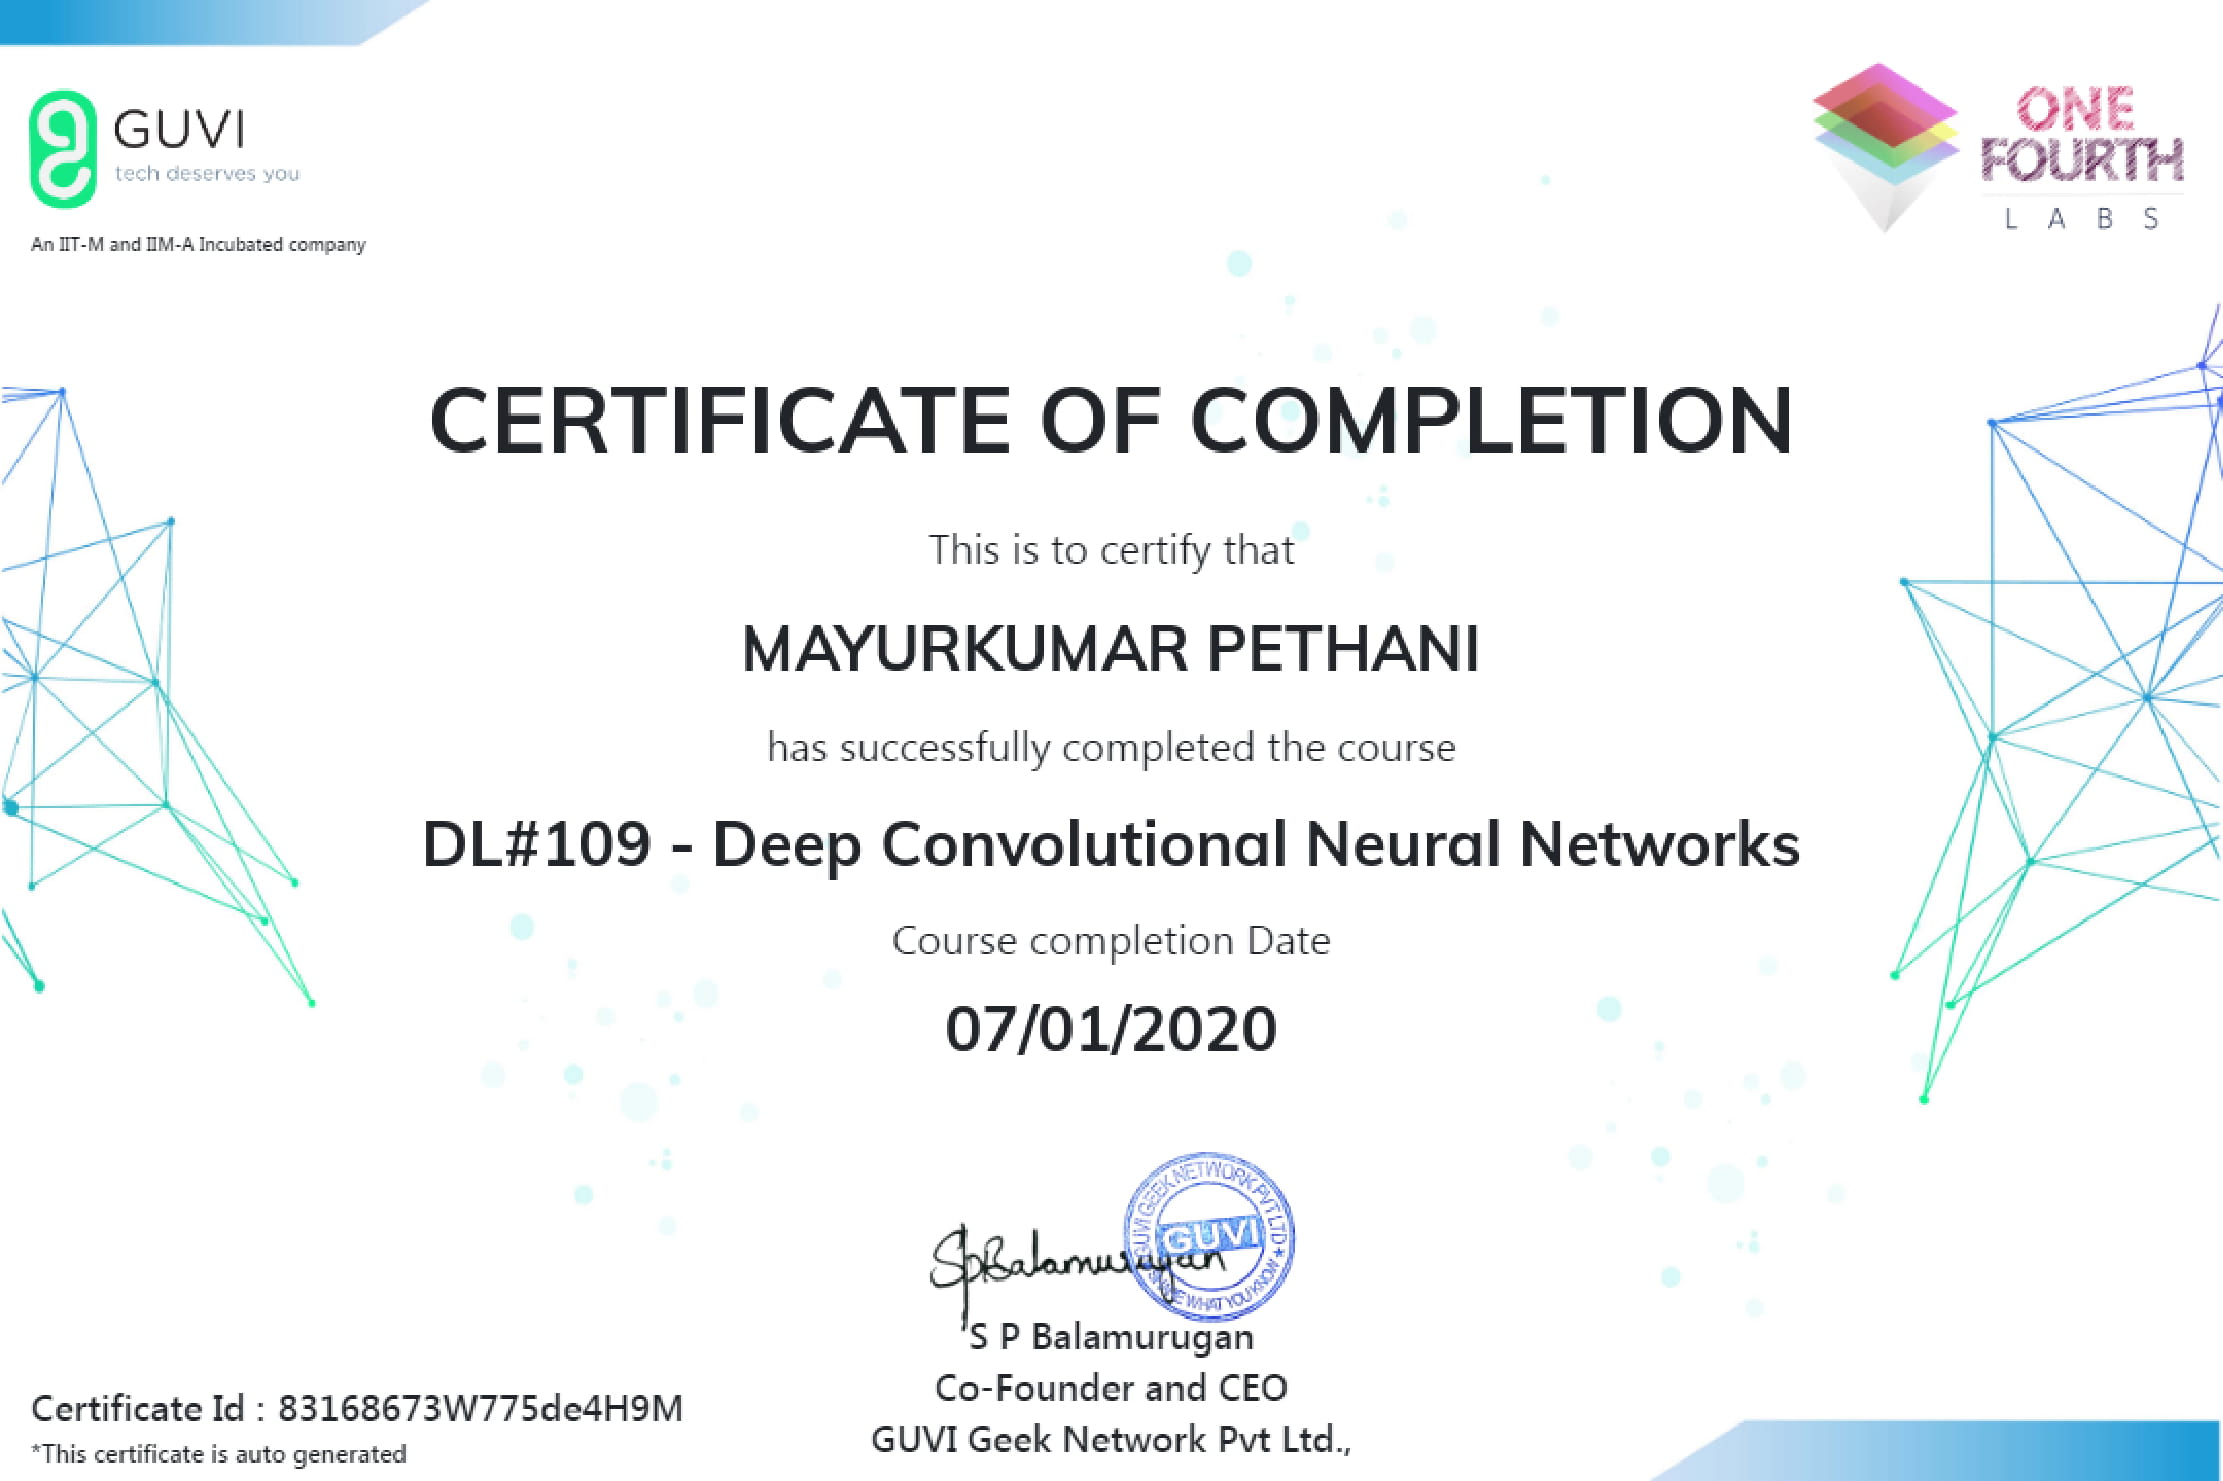 GUVI
tech deserves you
An IIT-M and IIM-A Incubated company
ONE
FOURTH
LABS
CERTIFICATE OF COMPLETION
This is to certify that
MAYURKUMAR PETHANI
has successfully completed the course
DL#109 - Deep Convolutional Neural Networks
Course completion Date
07/01/2020
SpBalamurugan
GUVI GEEK NETWORK PVT LTD
GUVI
SHARE WHAT YOU KNOW
S P Balamurugan
Co-Founder and CEO
GUVI Geek Network Pvt Ltd.,
Certificate Id : 83168673W775de4H9M
*This certificate is auto generated